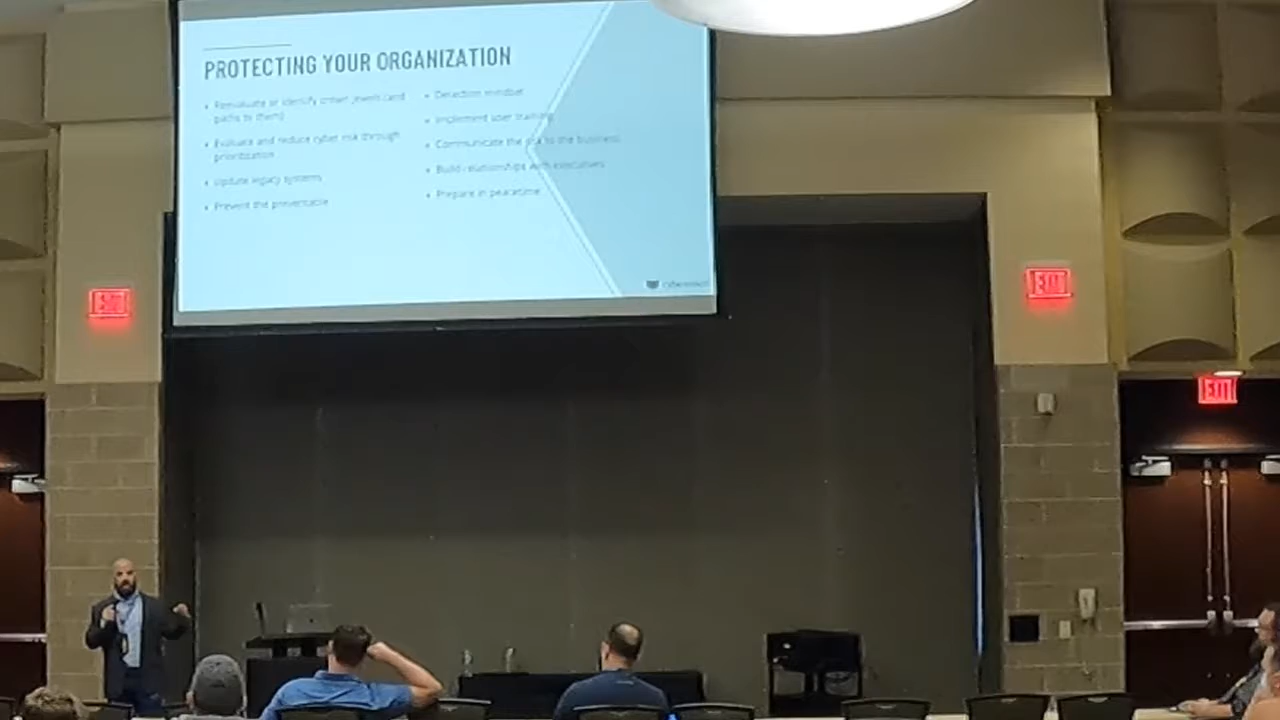 PROTECTING YOUR ORGANIZATION
Reevaluate or identify crown jewels (and
paths to them)
Evaluate and reduce cyber risk through
prioritization
Update legacy systems
Prevent the preventable
Detection mindset
Implement user training
Communicate the risk to the business
Build relationships with executives
Prepare in peacetime
EXIT
EXIT
EXIT